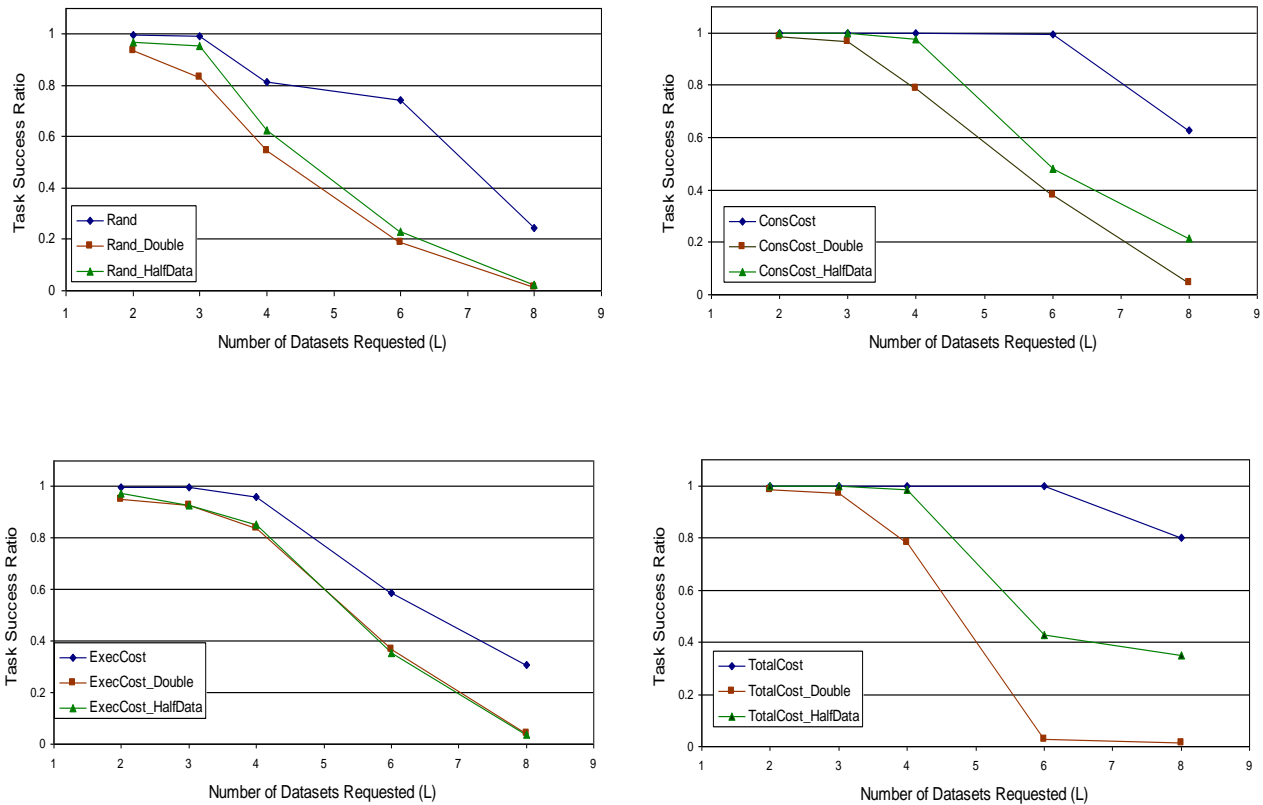 Task Success Ratio
1
0.8
0.6
0.4
0.2
0
Rand
Rand_Double
Rand_HalfData
1 2 3 4 6 8 9
Number of Datasets Requested (L)
Task Success Ratio
1
0.8
0.6
0.4
0.2
0
ConsCost
ConsCost_Double
ConsCost_HalfData
1 2 3 4 6 7 8 9
Number of Datasets Requested (L)
Task Success Ratio
1
0.8
0.6
0.4
0.2
0
ExecCost
ExecCost_Double
ExecCost_HalfData
1 2 3 4 5 6 7 8 9
Number of Datasets Requested (L)
Task Success Ratio
1
0.8
0.6
0.4
0.2
0
TotalCost
TotalCost_Double
TotalCost_HalfData
1 2 3 4 5 6 7 8 9
Number of Datasets Requested (L)